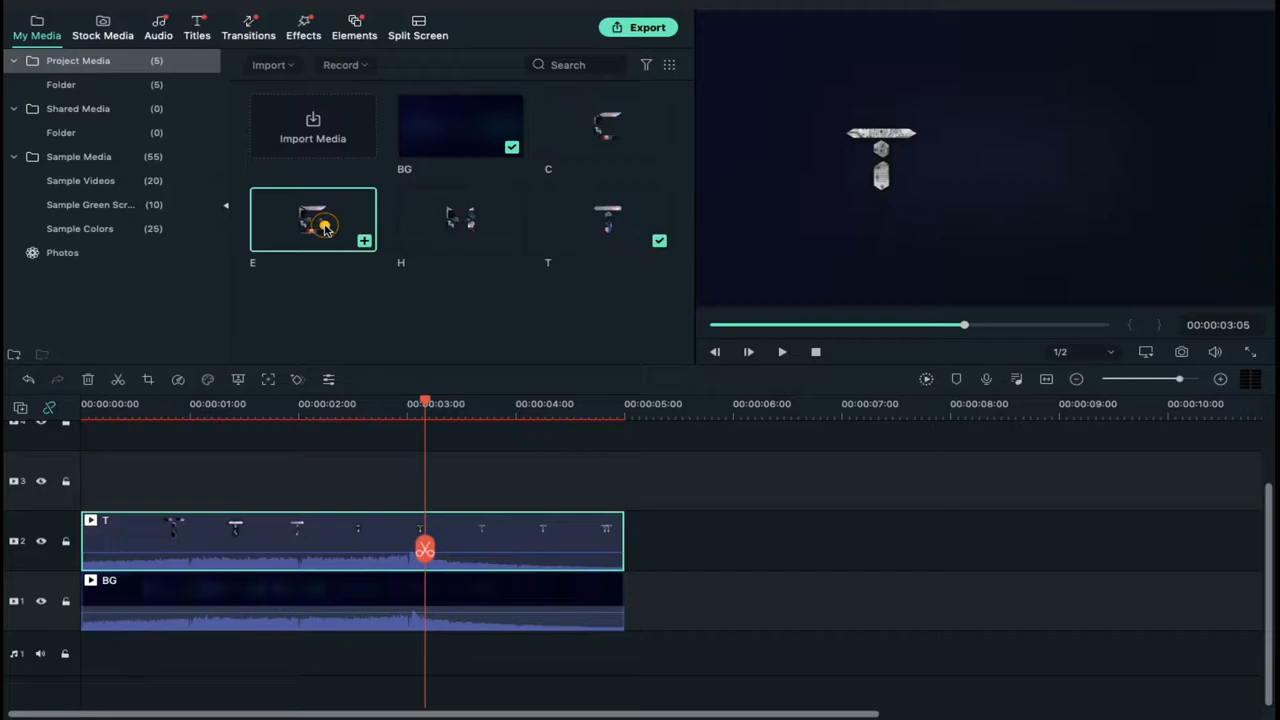 My Media
Stock Media
Audio
Titles
Transitions
Effects
Elements
Split Screen
Export
Project Media (5)
Folder (5)
Shared Media (0)
Folder (0)
Sample Media (55)
Sample Videos (20)
Sample Green Scr... (10)
Sample Colors (25)
Photos
Import
Record
Search
Import Media
BG
C
E
H
T
00:00:03:05
1/2
00:00:00:00
00:00:01:00
00:00:02:00
00:00:03:00
00:00:04:00
00:00:05:00
00:00:06:00
00:00:07:00
00:00:08:00
00:00:09:00
00:00:10:00
3
2
T
1
BG
1